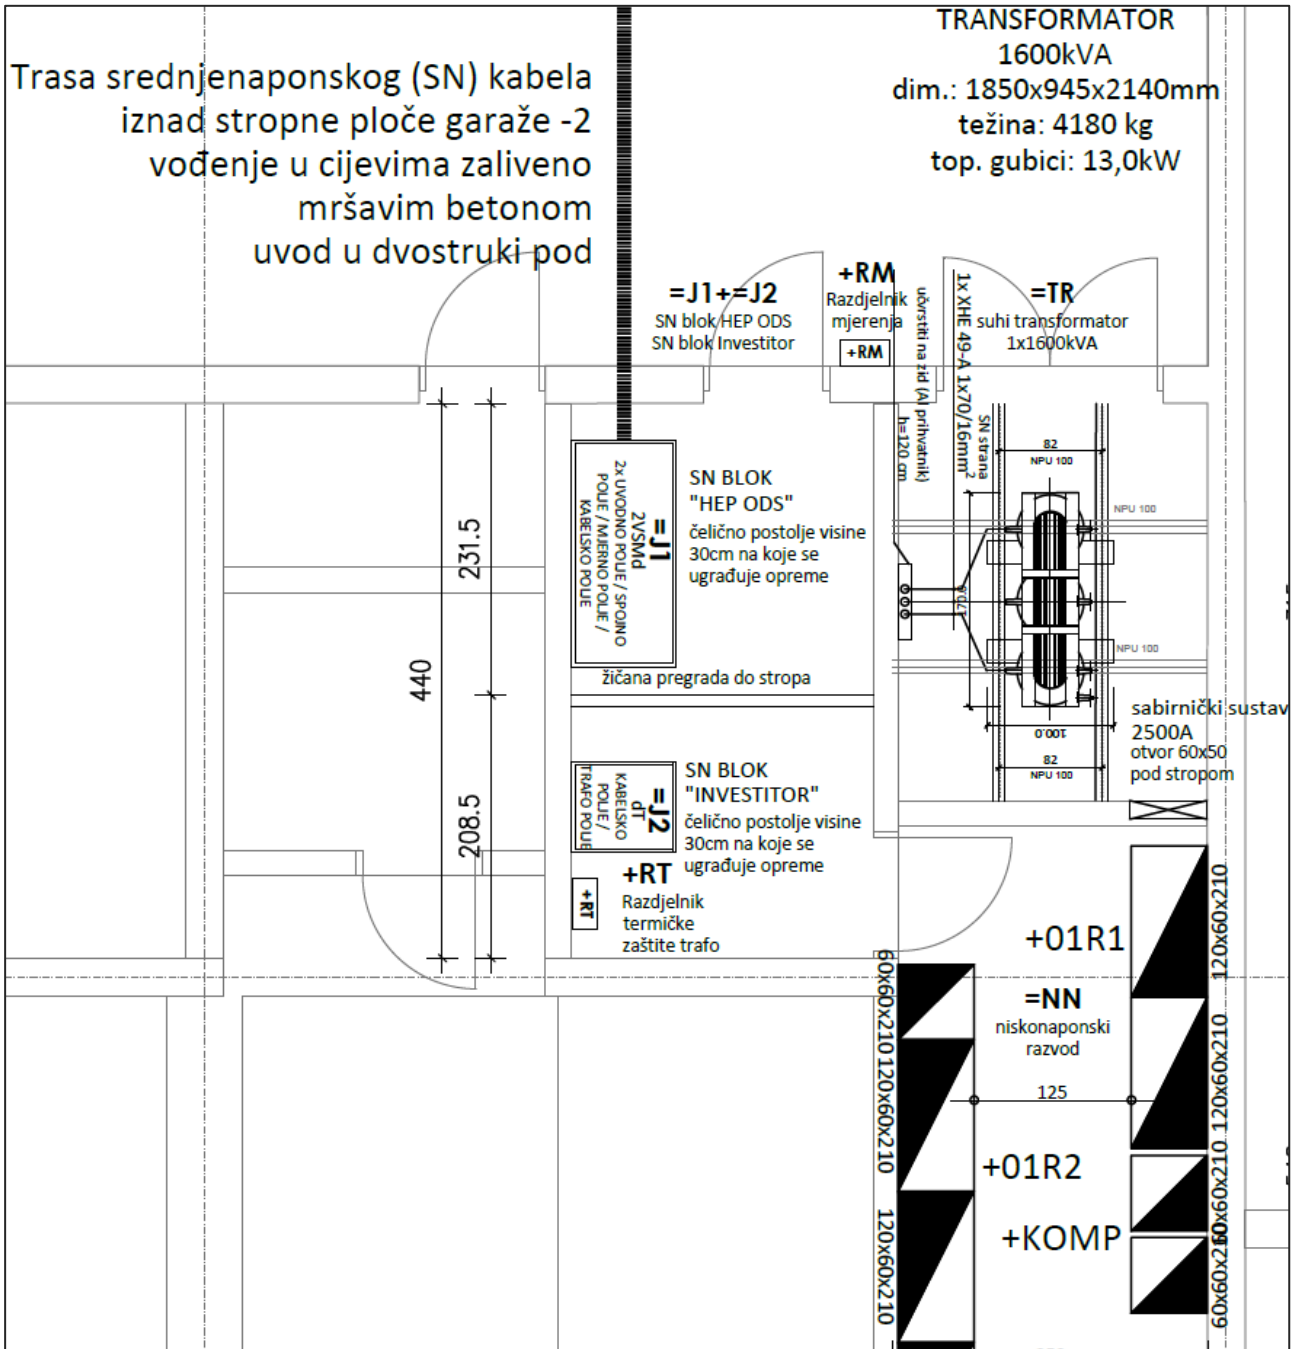 Trasa srednjenaponskog (SN) kabela
iznad stropne ploče garaže -2
vođenje u cijevima zaliveno
mršavim betonom
uvod u dvostruki pod
TRANSFORMATOR
1600kVA
dim.: 1850x945x2140mm
težina: 4180 kg
top. gubici: 13,0kW
=J1+=J2
SN blok HEP ODS
SN blok Investitor
+RM
Razdjelnik
mjerenja
+RM
učvrstiti na zid (Al prihvatnik)
h=120 cm
1x XHE 49-A 1x70/16mm²
SN strana
=TR
suhi transformator
1x1600kVA
82
NPU 100
NPU 100
NPU 100
100.0
82
NPU 100
231.5
440
208.5
=J1
2VSMd
2x UVODNO POLJE / SPOJNO
POLJE / MJERNO POLJE /
KABELSKO POLJE
SN BLOK
"HEP ODS"
čelično postolje visine
30cm na koje se
ugrađuje opreme
žičana pregrada do stropa
=J2
dT
KABELSKO
POLJE /
TRAFO POLJE
SN BLOK
"INVESTITOR"
čelično postolje visine
30cm na koje se
ugrađuje opreme
+RT
+RT
Razdjelnik
termičke
zaštite trafo
sabirnički sustav
2500A
otvor 60x50
pod stropom
+01R1
=NN
niskonaponski
razvod
125
+01R2
+KOMP
60x60x210
120x60x210
120x60x210
120x60x210
120x60x210
60x60x210
60x60x210